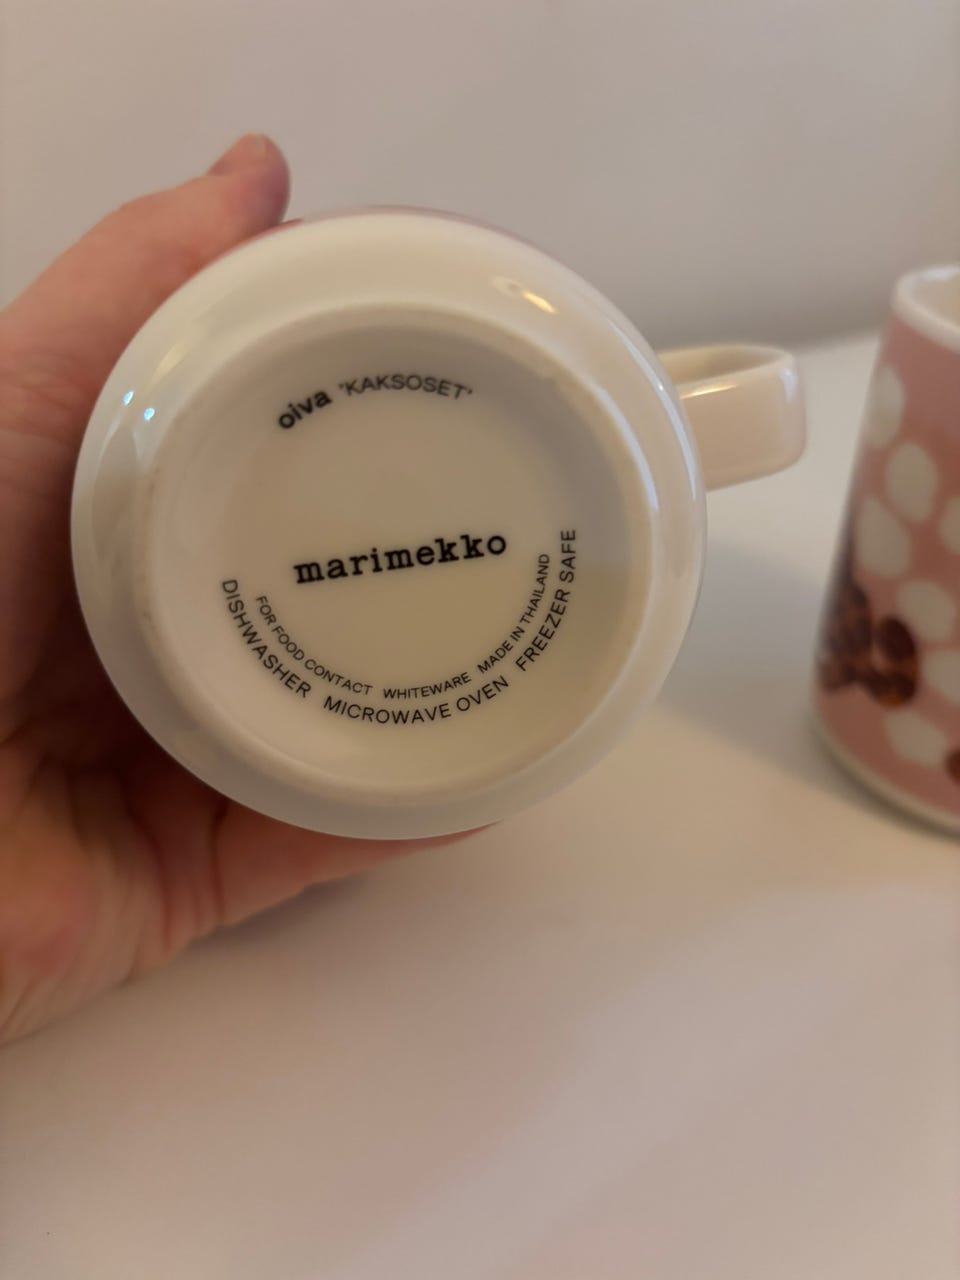 oiva 'KAKSOSET'
marimekko
FOR FOOD CONTACT WHITEWARE MADE IN THAILAND
DISHWASHER MICROWAVE OVEN FREEZER SAFE